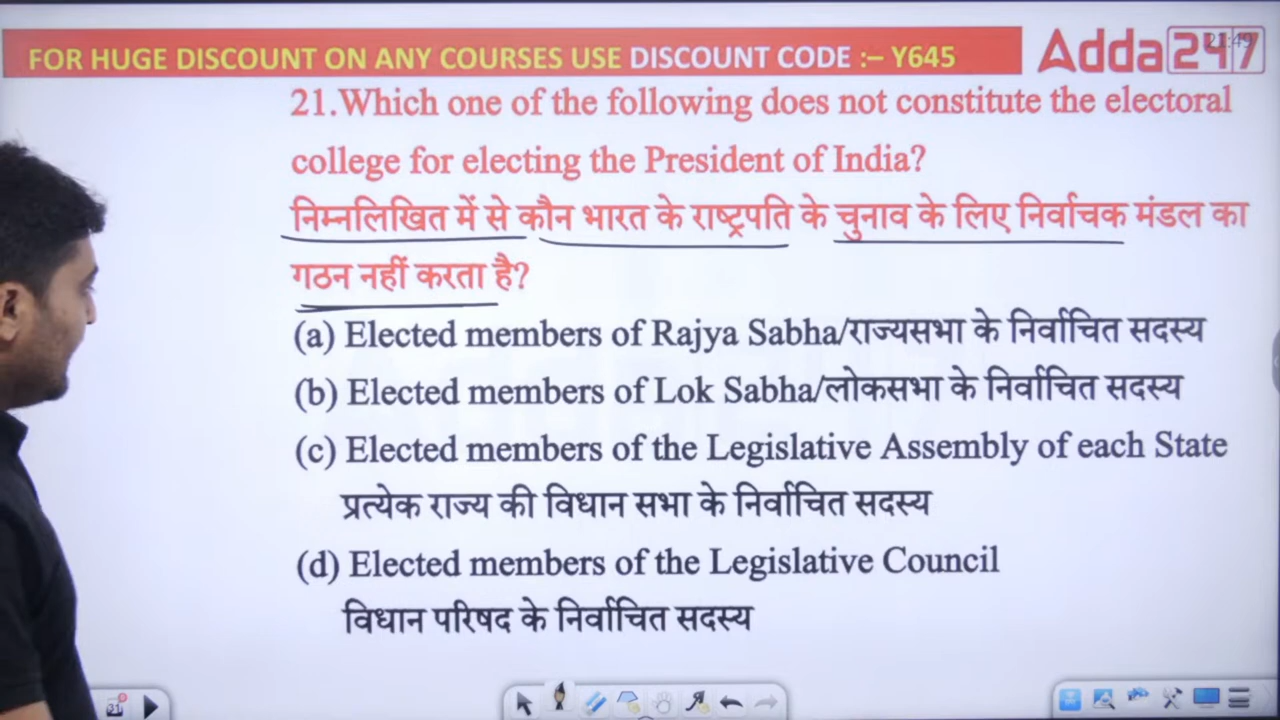 FOR HUGE DISCOUNT ON ANY COURSES USE DISCOUNT CODE :– Y645
Adda247
21.Which one of the following does not constitute the electoral
college for electing the President of India?
निम्नलिखित में से कौन भारत के राष्ट्रपति के चुनाव के लिए निर्वाचक मंडल का
गठन नहीं करता है?
(a) Elected members of Rajya Sabha/राज्यसभा के निर्वाचित सदस्य
(b) Elected members of Lok Sabha/लोकसभा के निर्वाचित सदस्य
(c) Elected members of the Legislative Assembly of each State
प्रत्येक राज्य की विधान सभा के निर्वाचित सदस्य
(d) Elected members of the Legislative Council
विधान परिषद के निर्वाचित सदस्य